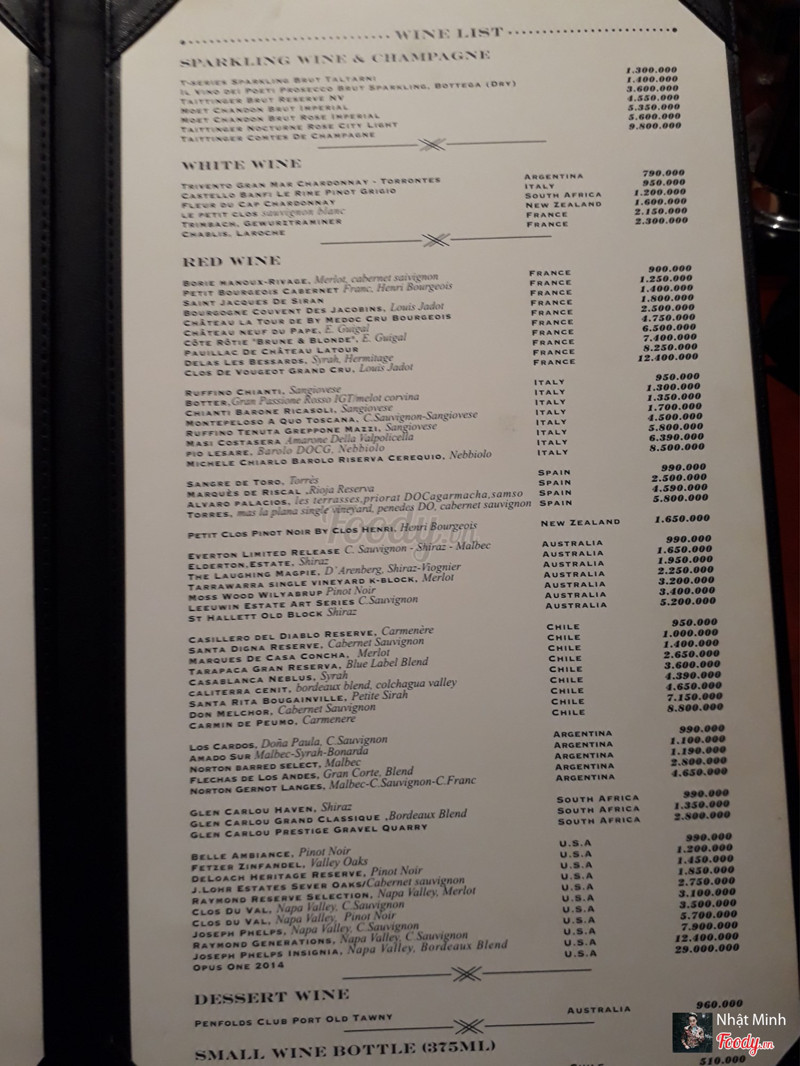 WINE LIST
SPARKLING WINE & CHAMPAGNE
T-SERIES SPARKLING BRUT TALTARNI 1.300.000
IL VINO DEI POETI PROSECCO BRUT SPARKLING, BOTTEGA (DRY) 1.400.000
TAITTINGER BRUT RESERVE NV 3.600.000
MOET CHANDON BRUT IMPERIAL 4.550.000
MOET CHANDON BRUT ROSE IMPERIAL 5.350.000
TAITTINGER NOCTURNE ROSE CITY LIGHT 5.600.000
TAITTINGER COMTES DE CHAMPAGNE 9.800.000
WHITE WINE
TRIVENTO GRAN MAR CHARDONNAY - TORRONTES ARGENTINA 790.000
CASTELLO BANFI LE RIME PINOT GRIGIO ITALY 950.000
FLEUR DU CAP CHARDONNAY SOUTH AFRICA 1.200.000
LE PETIT CLOS sauvignon blanc NEW ZEALAND 1.600.000
TRIMBACH, GEWURZTRAMINER FRANCE 2.150.000
CHABLIS, LAROCHE FRANCE 2.300.000
RED WINE
BORIE MANOUX-RIVAGE, Merlot, cabernet saivignon FRANCE 900.000
PETIT BOURGEOIS CABERNET Franc, Henri Bourgeois FRANCE 1.250.000
SAINT JACQUES DE SIRAN FRANCE 1.400.000
BOURGOGNE COUVENT DES JACOBINS, Louis Jadot FRANCE 1.800.000
CHÂTEAU LA TOUR DE BY MEDOC CRU BOURGEOIS FRANCE 2.500.000
CHÂTEAU NEUF DU PAPE, E. Guigal FRANCE 4.750.000
CÔTE RÔTIE "BRUNE & BLONDE", E. Guigal FRANCE 6.500.000
PAUILLAC DE CHÂTEAU LATOUR FRANCE 7.400.000
DELAS LES BESSARDS, Syrah, Hermitage FRANCE 8.250.000
CLOS DE VOUGEOT GRAND CRU, Louis Jadot FRANCE 12.400.000
RUFFINO CHIANTI, Sangiovese ITALY 950.000
BOTTER,Gran Passione Rosso IGT/melot corvina ITALY 1.300.000
CHIANTI BARONE RICASOLI, Sangiovese ITALY 1.350.000
MONTEPELOSO A QUO TOSCANA, C.Sauvignon-Sangiovese ITALY 1.700.000
RUFFINO TENUTA GREPPONE MAZZI, Sangiovese ITALY 4.500.000
MASI COSTASERA Amarone Della Valpolicella ITALY 5.800.000
PIO LESARE, Barolo DOCG, Nebbiolo ITALY 6.390.000
MICHELE CHIARLO BAROLO RISERVA CEREQUIO, Nebbiolo ITALY 8.500.000
SANGRE DE TORO, Torrès SPAIN 990.000
MARQUÈS DE RISCAL ,Rioja Reserva SPAIN 2.500.000
ALVARO PALACIOS, les terrasses,priorat DOCagarmacha,samso SPAIN 4.590.000
TORRES, mas la plana single vineyard, penedes DO, cabernet sauvignon SPAIN 5.800.000
PETIT CLOS PINOT NOIR BY CLOS HENRI, Henri Bourgeois NEW ZEALAND 1.650.000
EVERTON LIMITED RELEASE C. Sauvignon - Shiraz - Malbec AUSTRALIA 990.000
ELDERTON,ESTATE, Shiraz AUSTRALIA 1.650.000
THE LAUGHING MAGPIE, D`Arenberg, Shiraz-Viognier AUSTRALIA 1.950.000
TARRAWARRA SINGLE VINEYARD K-BLOCK, Merlot AUSTRALIA 2.250.000
MOSS WOOD WILYABRUP Pinot Noir AUSTRALIA 3.200.000
LEEUWIN ESTATE ART SERIES C.Sauvignon AUSTRALIA 3.400.000
ST HALLETT OLD BLOCK Shiraz AUSTRALIA 5.200.000
CASILLERO DEL DIABLO RESERVE, Carmenère CHILE 950.000
SANTA DIGNA RESERVE, Cabernet Sauvignon CHILE 1.000.000
MARQUES DE CASA CONCHA, Merlot CHILE 1.400.000
TARAPACA GRAN RESERVA, Blue Label Blend CHILE 2.650.000
CASABLANCA NEBLUS, Syrah CHILE 3.600.000
CALITERRA CENIT, bordeaux blend, colchagua valley CHILE 4.390.000
SANTA RITA BOUGAINVILLE, Petite Sirah CHILE 4.650.000
DON MELCHOR, Cabernet Sauvignon CHILE 7.150.000
CARMIN DE PEUMO, Carmenere CHILE 8.800.000
LOS CARDOS, Doña Paula, C.Sauvignon ARGENTINA 990.000
AMADO SUR Malbec-Syrah-Bonarda ARGENTINA 1.100.000
NORTON BARRED SELECT, Malbec ARGENTINA 1.190.000
FLECHAS DE LOS ANDES, Gran Corte, Blend ARGENTINA 2.800.000
NORTON GERNOT LANGES, Malbec-C.Sauvignon-C.Franc ARGENTINA 4.650.000
GLEN CARLOU HAVEN, Shiraz SOUTH AFRICA 990.000
GLEN CARLOU GRAND CLASSIQUE ,Bordeaux Blend SOUTH AFRICA 1.350.000
GLEN CARLOU PRESTIGE GRAVEL QUARRY SOUTH AFRICA 2.800.000
BELLE AMBIANCE, Pinot Noir U.S.A 990.000
FETZER ZINFANDEL, Valley Oaks U.S.A 1.200.000
DELOACH HERITAGE RESERVE, Pinot Noir U.S.A 1.450.000
J.LOHR ESTATES SEVER OAKS/Cabernet sauvignon U.S.A 1.850.000
RAYMOND RESERVE SELECTION, Napa Valley, Merlot U.S.A 2.750.000
CLOS DU VAL, Napa Valley, C.Sauvignon U.S.A 3.100.000
CLOS DU VAL, Napa Valley, Pinot Noir U.S.A 3.500.000
JOSEPH PHELPS, Napa Valley, C.Sauvignon U.S.A 5.700.000
RAYMOND GENERATIONS, Napa Valley, C.Sauvignon U.S.A 7.900.000
JOSEPH PHELPS INSIGNIA, Napa Valley, Bordeaux Blend U.S.A 12.400.000
OPUS ONE 2014 U.S.A 29.000.000
DESSERT WINE
PENFOLDS CLUB PORT OLD TAWNY AUSTRALIA 960.000
SMALL WINE BOTTLE (375ML)
CHILE 510.000
Foody.vn
Nhật Minh
Foody.vn